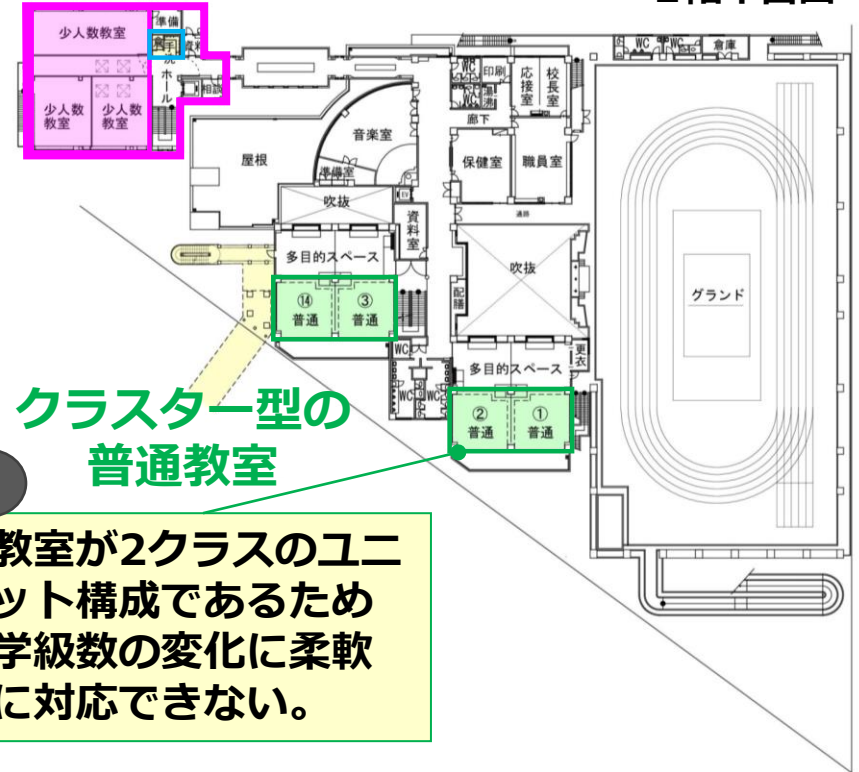 少人数教室
準備
ホール
相談
少人数
教室
少人数
教室
屋根
音楽室
準備室
吹抜
資料室
EV
多目的スペース
⑭
普通
③
普通
WC
WC
WC
印刷
湯沸
WC
応接室
校長室
廊下
保健室
職員室
通路
吹抜
配膳
多目的スペース
更衣
②
普通
①
普通
WC
WC
倉庫
グランド
クラスター型の
普通教室
教室が2クラスのユニ
ット構成であるため
学級数の変化に柔軟
に対応できない。